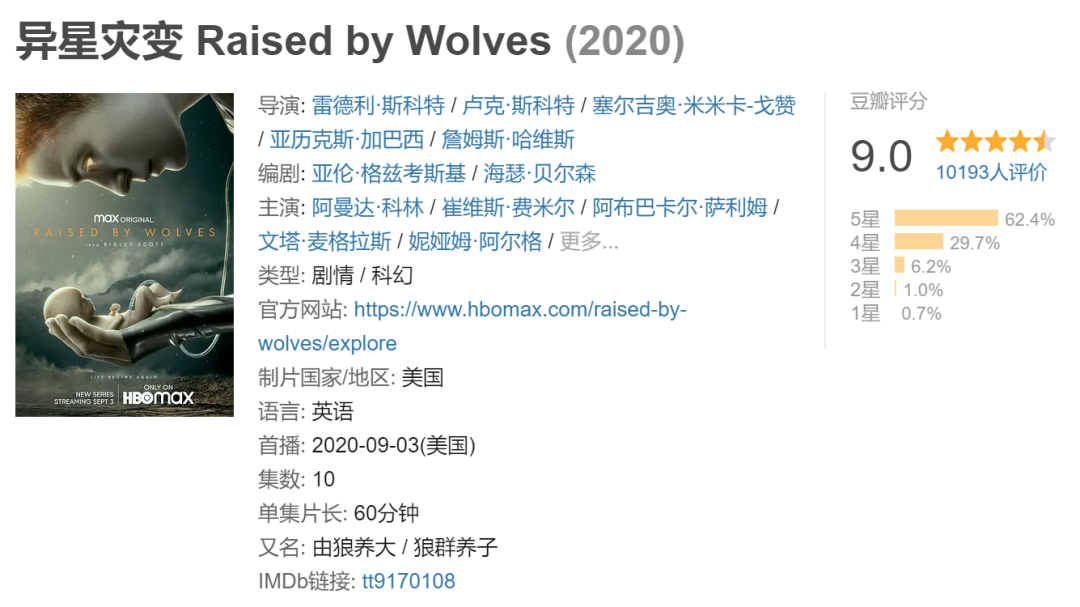 异星灾变 Raised by Wolves (2020)
max ORIGINAL
RAISED BY WOLVES
FROM RIDLEY SCOTT
LIFE BEGINS AGAIN
NEW SERIES
STREAMING SEPT 3
ONLY ON
HBOMAX
导演: 雷德利·斯科特 / 卢克·斯科特 / 塞尔吉奥·米米卡-戈赞
/ 亚历克斯·加巴西 / 詹姆斯·哈维斯
编剧: 亚伦·格兹考斯基 / 海瑟·贝尔森
主演: 阿曼达·科林 / 崔维斯·费米尔 / 阿布巴卡尔·萨利姆 /
文塔·麦格拉斯 / 妮娅姆·阿尔格 / 更多...
类型: 剧情 / 科幻
官方网站: https://www.hbomax.com/raised-by-
wolves/explore
制片国家/地区: 美国
语言: 英语
首播: 2020-09-03(美国)
集数: 10
单集片长: 60分钟
又名: 由狼养大 / 狼群养子
IMDb链接: tt9170108
豆瓣评分
9.0
10193人评价
5星 62.4%
4星 29.7%
3星 6.2%
2星 1.0%
1星 0.7%